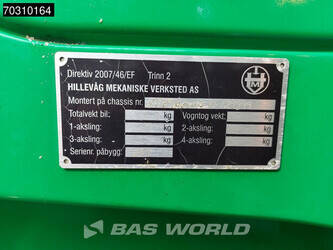 70310164
Direktiv 2007/46/EF Trinn 2
HILLEVÅG MEKANISKE VERKSTED AS
Montert på chassis nr.
Totalvekt bil: kg Vogntog vekt: kg
1-aksling: kg 2-aksling: kg
3-aksling: kg 4-aksling: kg
Serienr. påbygg:
BAS WORLD